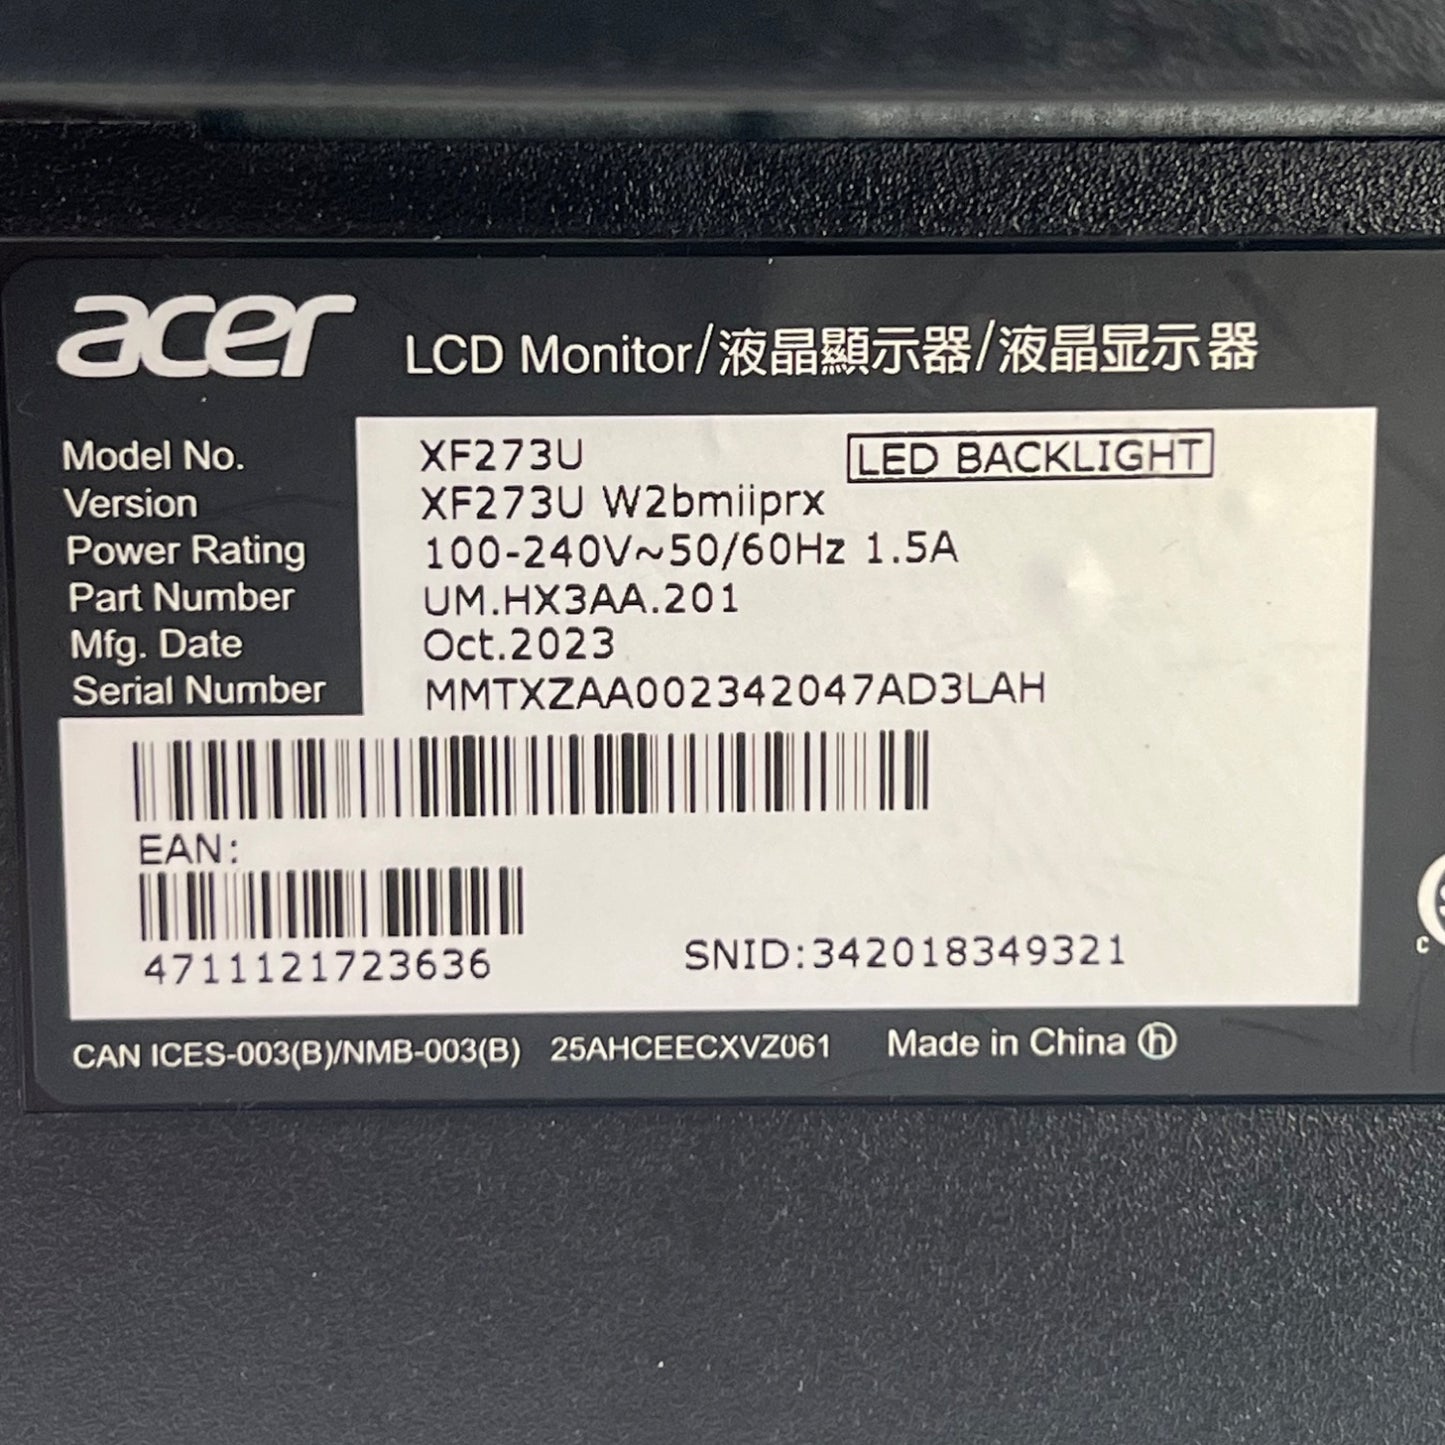 acer LCD Monitor/液晶顯示器/液晶显示器
Model No. XF273U LED BACKLIGHT
Version XF273U W2bmiiprx
Power Rating 100-240V~50/60Hz 1.5A
Part Number UM.HX3AA.201
Mfg. Date Oct.2023
Serial Number MMTXZAA002342047AD3LAH
EAN:
4711121723636 SNID:342018349321
CAN ICES-003(B)/NMB-003(B) 25AHCEECXVZ061 Made in China ⓗ